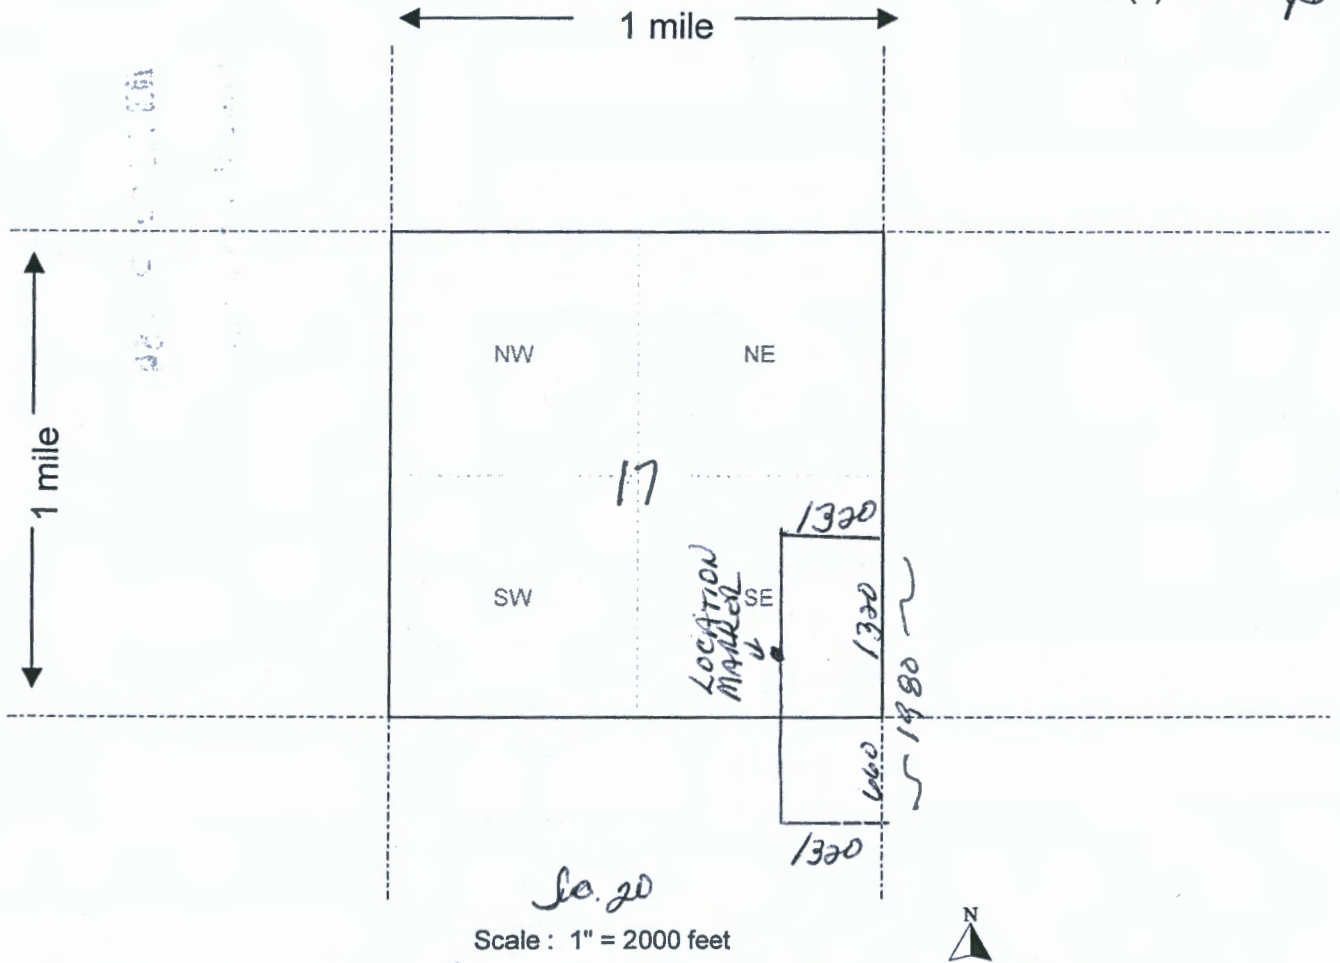 1 mile
1 mile
NW
NE
17
1320
SW
SE
LOCATION
MARKER
1320
1980
660
1320
Sec. 20
Scale : 1" = 2000 feet
N